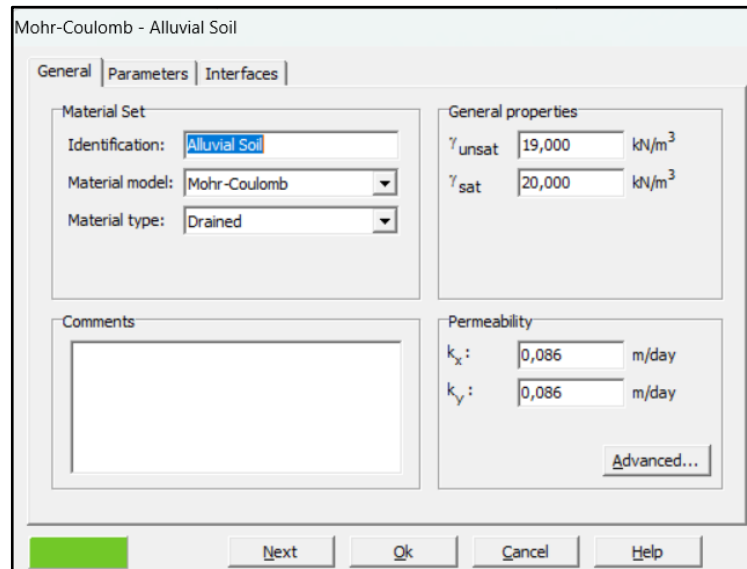 Mohr-Coulomb - Alluvial Soil
General Parameters Interfaces
Material Set
Identification: Alluvial Soil
Material model: Mohr-Coulomb
Material type: Drained
General properties
γunsat 19,000 kN/m³
γsat 20,000 kN/m³
Comments
Permeability
kx: 0,086 m/day
ky: 0,086 m/day
Advanced...
Next Ok Cancel Help